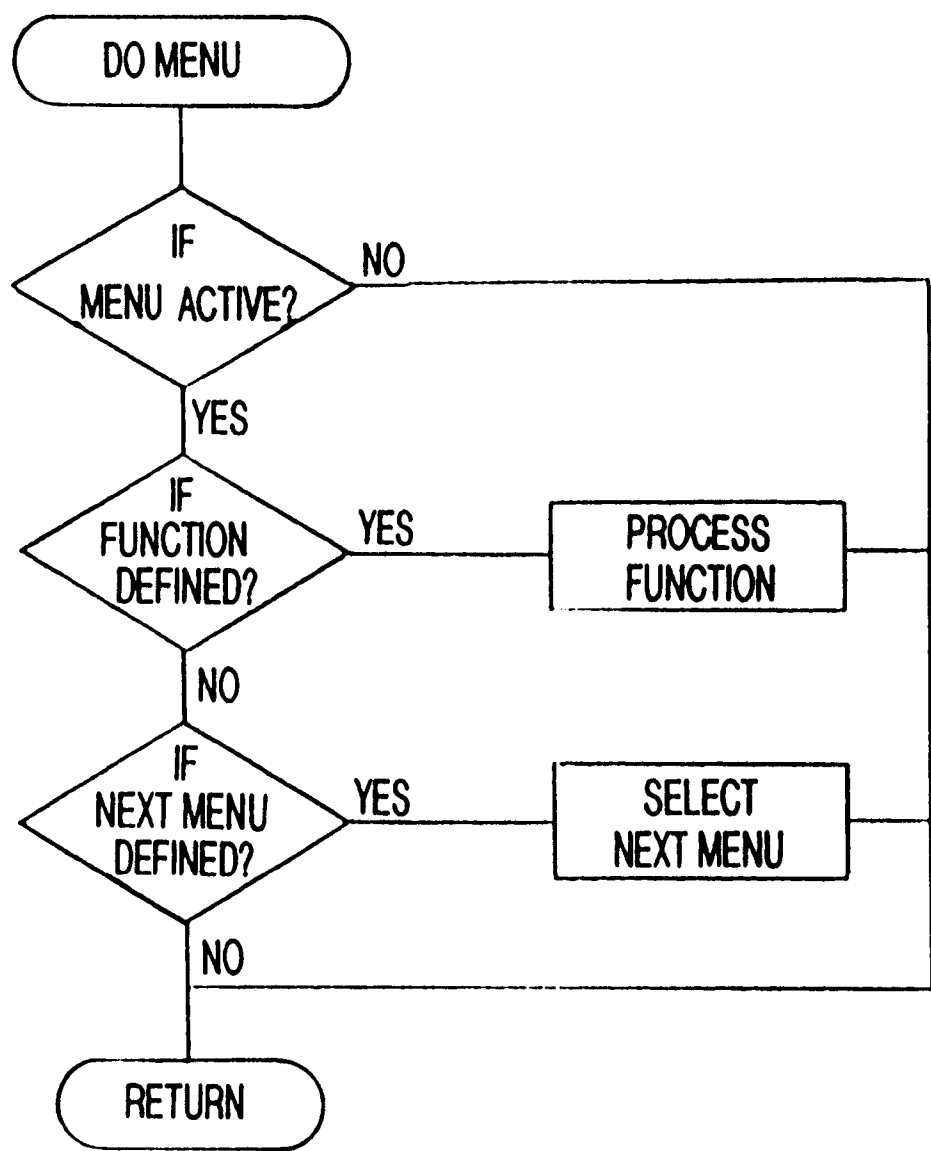 DO MENU
IF
MENU ACTIVE?
NO
YES
IF
FUNCTION
DEFINED?
YES
PROCESS
FUNCTION
NO
IF
NEXT MENU
DEFINED?
YES
SELECT
NEXT MENU
NO
RETURN